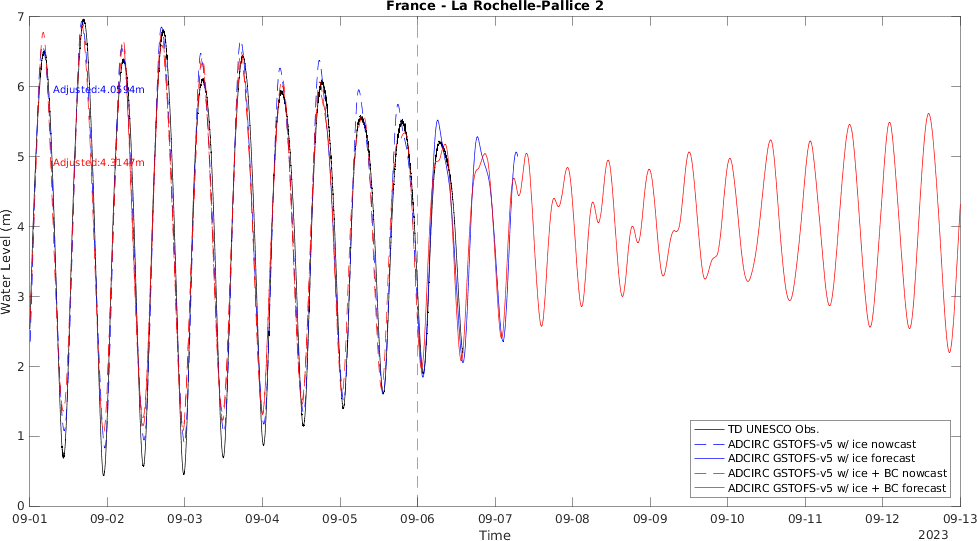 France - La Rochelle-Pallice 2
7
6
5
4
3
2
1
0
Water Level (m)
Adjusted:4.0594m
Adjusted:4.3147m
TD UNESCO Obs.
ADCIRC GSTOFS-v5 w/ ice nowcast
ADCIRC GSTOFS-v5 w/ ice forecast
ADCIRC GSTOFS-v5 w/ ice + BC nowcast
ADCIRC GSTOFS-v5 w/ ice + BC forecast
09-01 09-02 09-03 09-04 09-05 09-06 09-07 09-08 09-09 09-10 09-11 09-12 09-13
Time
2023